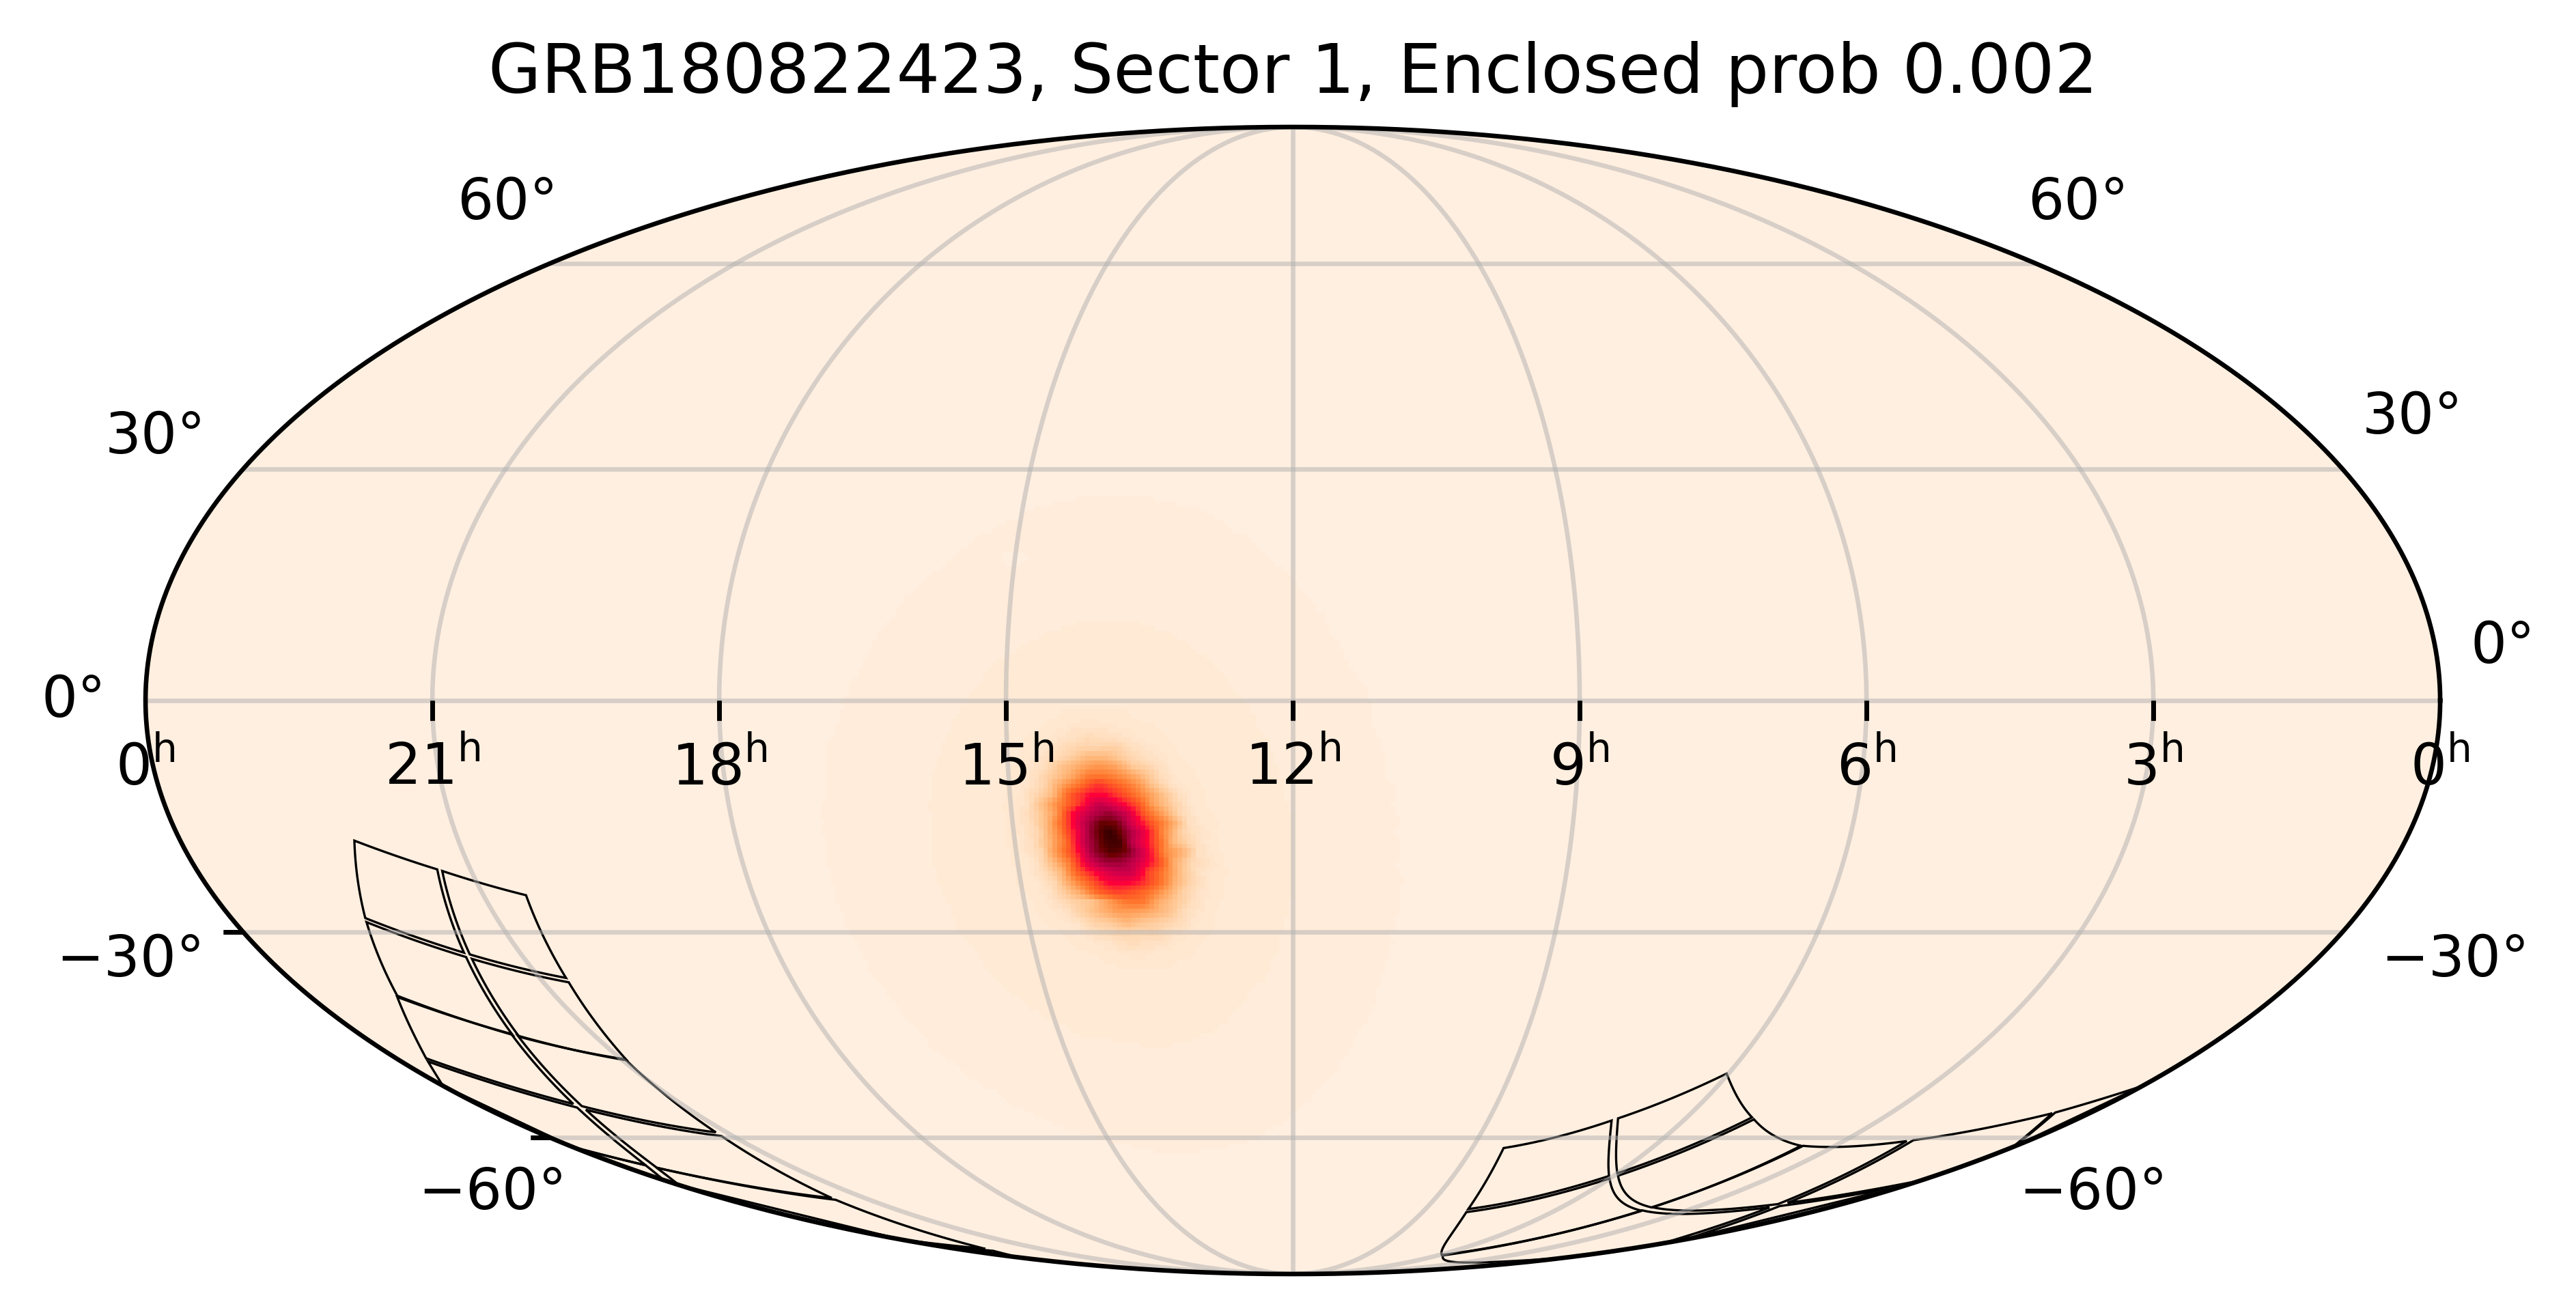 GRB180822423, Sector 1, Enclosed prob 0.002
60° 60°
30° 30°
0° 0°
0ʰ 21ʰ 18ʰ 15ʰ 12ʰ 9ʰ 6ʰ 3ʰ 0ʰ
−30° −30°
−60° −60°